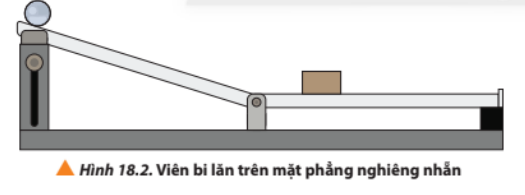 ▲ Hình 18.2. Viên bi lăn trên mặt phẳng nghiêng nhẵn